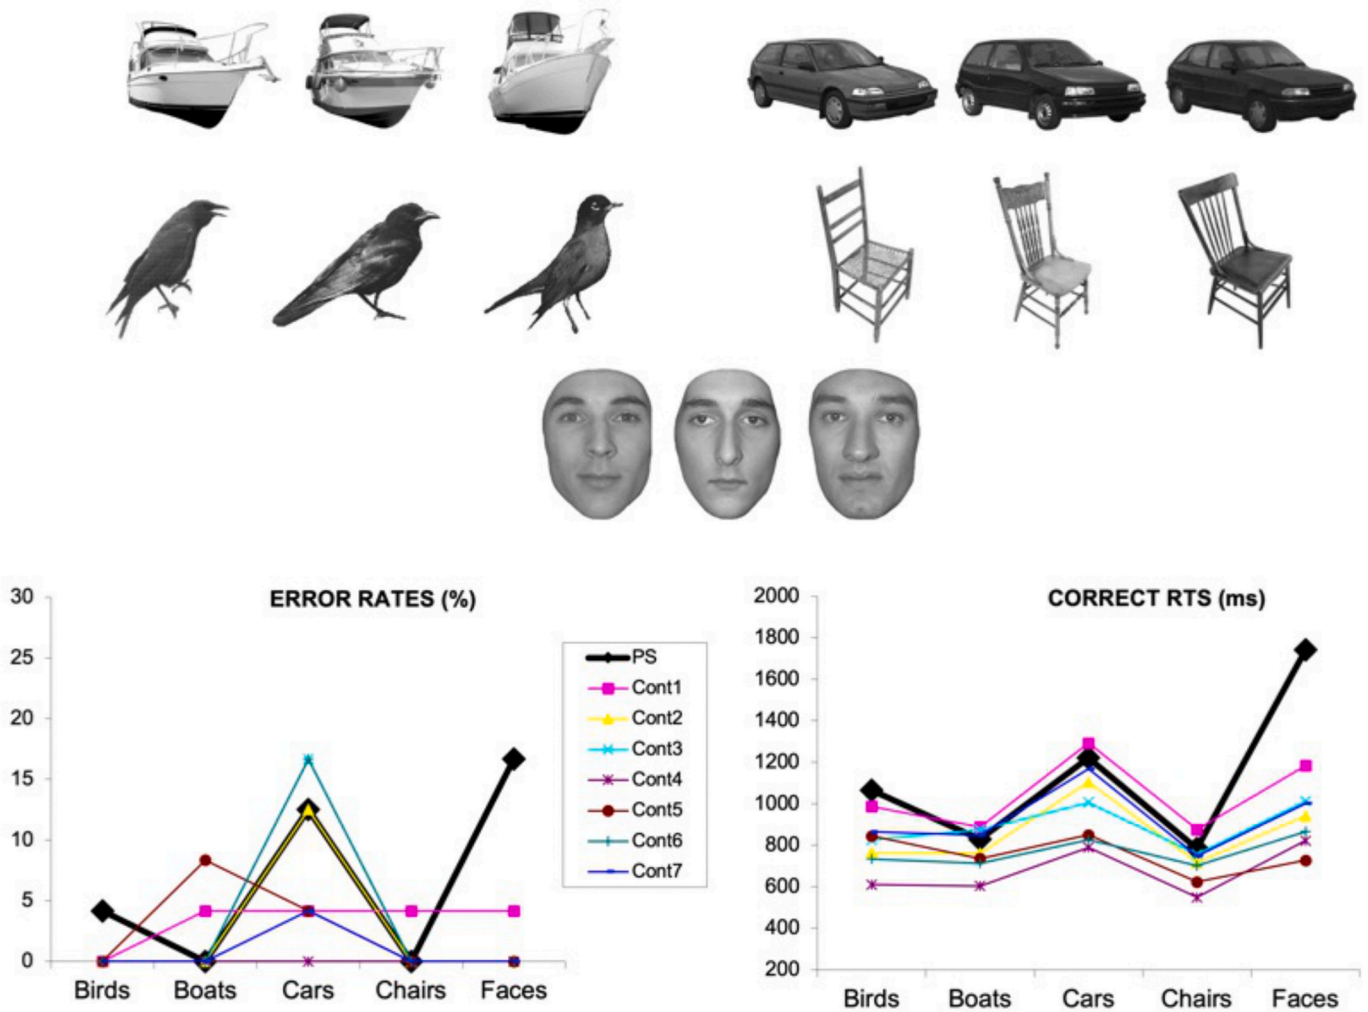 ERROR RATES (%)
30
25
20
15
10
5
0
Birds Boats Cars Chairs Faces
PS
Cont1
Cont2
Cont3
Cont4
Cont5
Cont6
Cont7
CORRECT RTS (ms)
2000
1800
1600
1400
1200
1000
800
600
400
200
Birds Boats Cars Chairs Faces